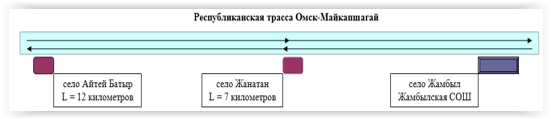 Республиканская трасса Омск-Майкапшагай
село Айтей Батыр
L = 12 километров
село Жанатан
L = 7 километров
село Жамбыл
Жамбылская СОШ